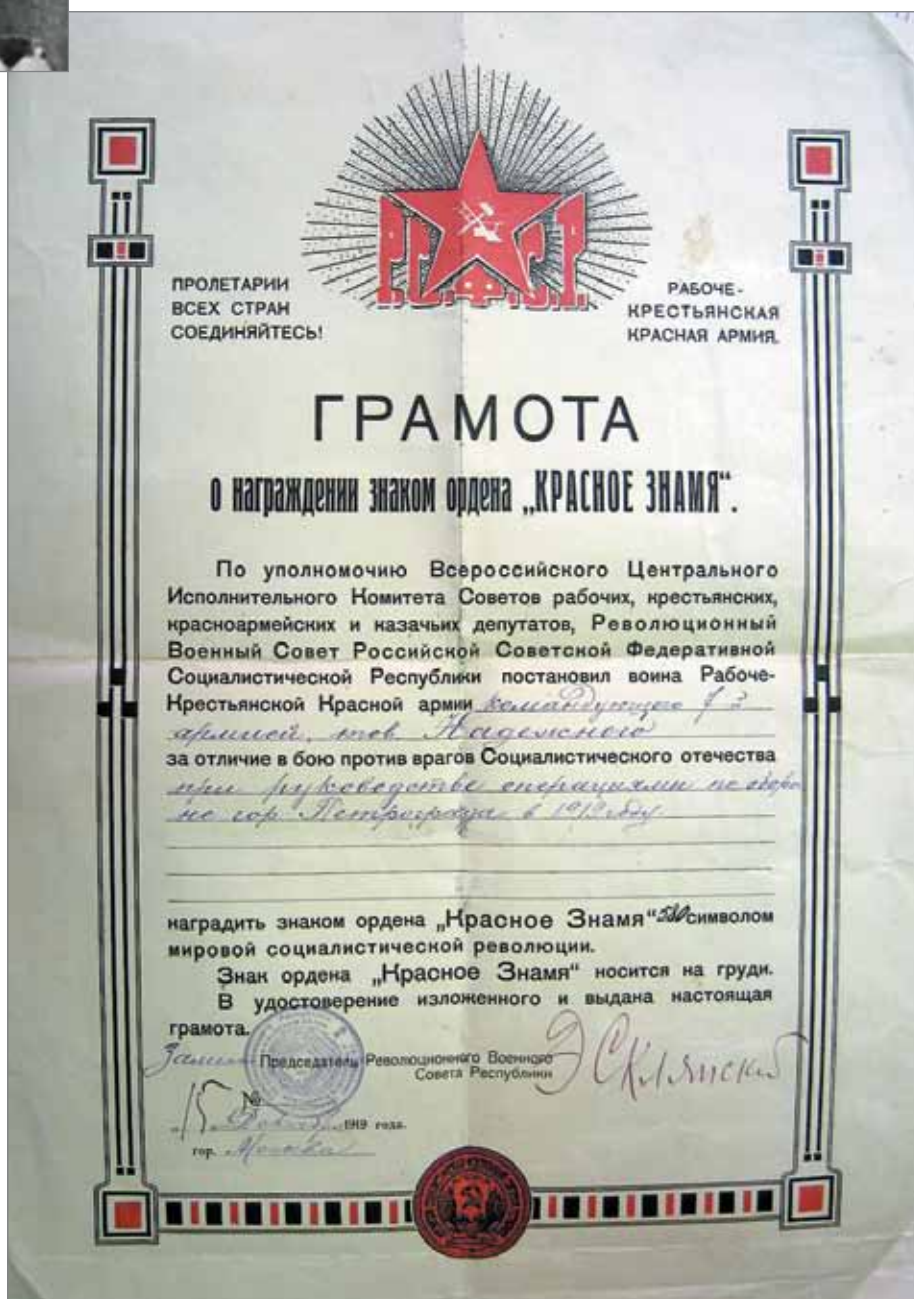 Р.С.Ф.С.Р.
ПРОЛЕТАРИИ
ВСЕХ СТРАН
СОЕДИНЯЙТЕСЬ!
РАБОЧЕ-
КРЕСТЬЯНСКАЯ
КРАСНАЯ АРМИЯ.
ГРАМОТА
о награждении знаком ордена „КРАСНОЕ ЗНАМЯ“.
По уполномочию Всероссийского Центрального
Исполнительного Комитета Советов рабочих, крестьянских,
красноармейских и казачьих депутатов, Революционный
Военный Совет Российской Советской Федеративной
Социалистической Республики постановил воина Рабоче-
Крестьянской Красной армии командующего 7-й
армией, тов. Надежного
за отличие в бою против врагов Социалистического отечества
при руководстве операциями по оборо
не гор. Петрограда в 1919 году.
наградить знаком ордена „Красное Знамя“ символом
мировой социалистической революции.
Знак ордена „Красное Знамя“ носится на груди.
В удостоверение изложенного и выдана настоящая
грамота.
Председатель Революционного Военного
Совета Республики
Э Склянский
№
15 1919 года.
гор. Москва